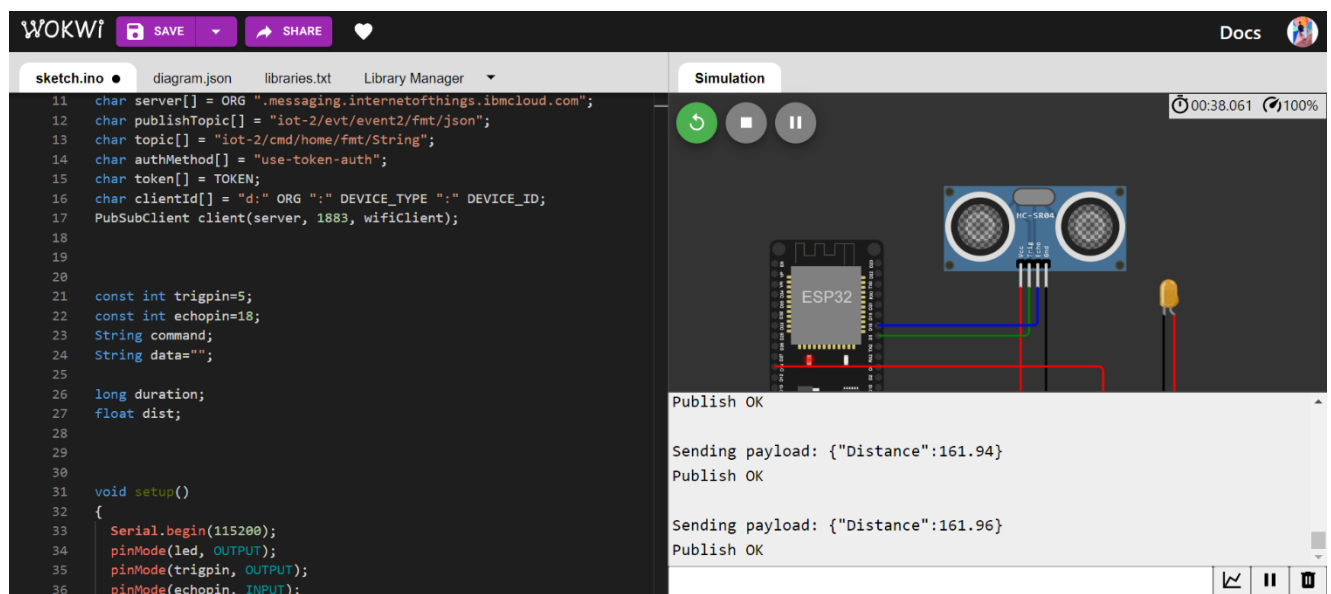 WOKWi SAVE SHARE Docs
sketch.ino ● diagram.json libraries.txt Library Manager
Simulation
11 char server[] = ORG ".messaging.internetofthings.ibmcloud.com";
12 char publishTopic[] = "iot-2/evt/event2/fmt/json";
13 char topic[] = "iot-2/cmd/home/fmt/String";
14 char authMethod[] = "use-token-auth";
15 char token[] = TOKEN;
16 char clientId[] = "d:" ORG ":" DEVICE_TYPE ":" DEVICE_ID;
17 PubSubClient client(server, 1883, wifiClient);
18
19
20
21 const int trigpin=5;
22 const int echopin=18;
23 String command;
24 String data="";
25
26 long duration;
27 float dist;
28
29
30
31 void setup()
32 {
33 Serial.begin(115200);
34 pinMode(led, OUTPUT);
35 pinMode(trigpin, OUTPUT);
36 pinMode(echopin, INPUT);
00:38.061 100%
HC-SR04
Vcc
Trig
Echo
Gnd
ESP32
Publish OK
Sending payload: {"Distance":161.94}
Publish OK
Sending payload: {"Distance":161.96}
Publish OK